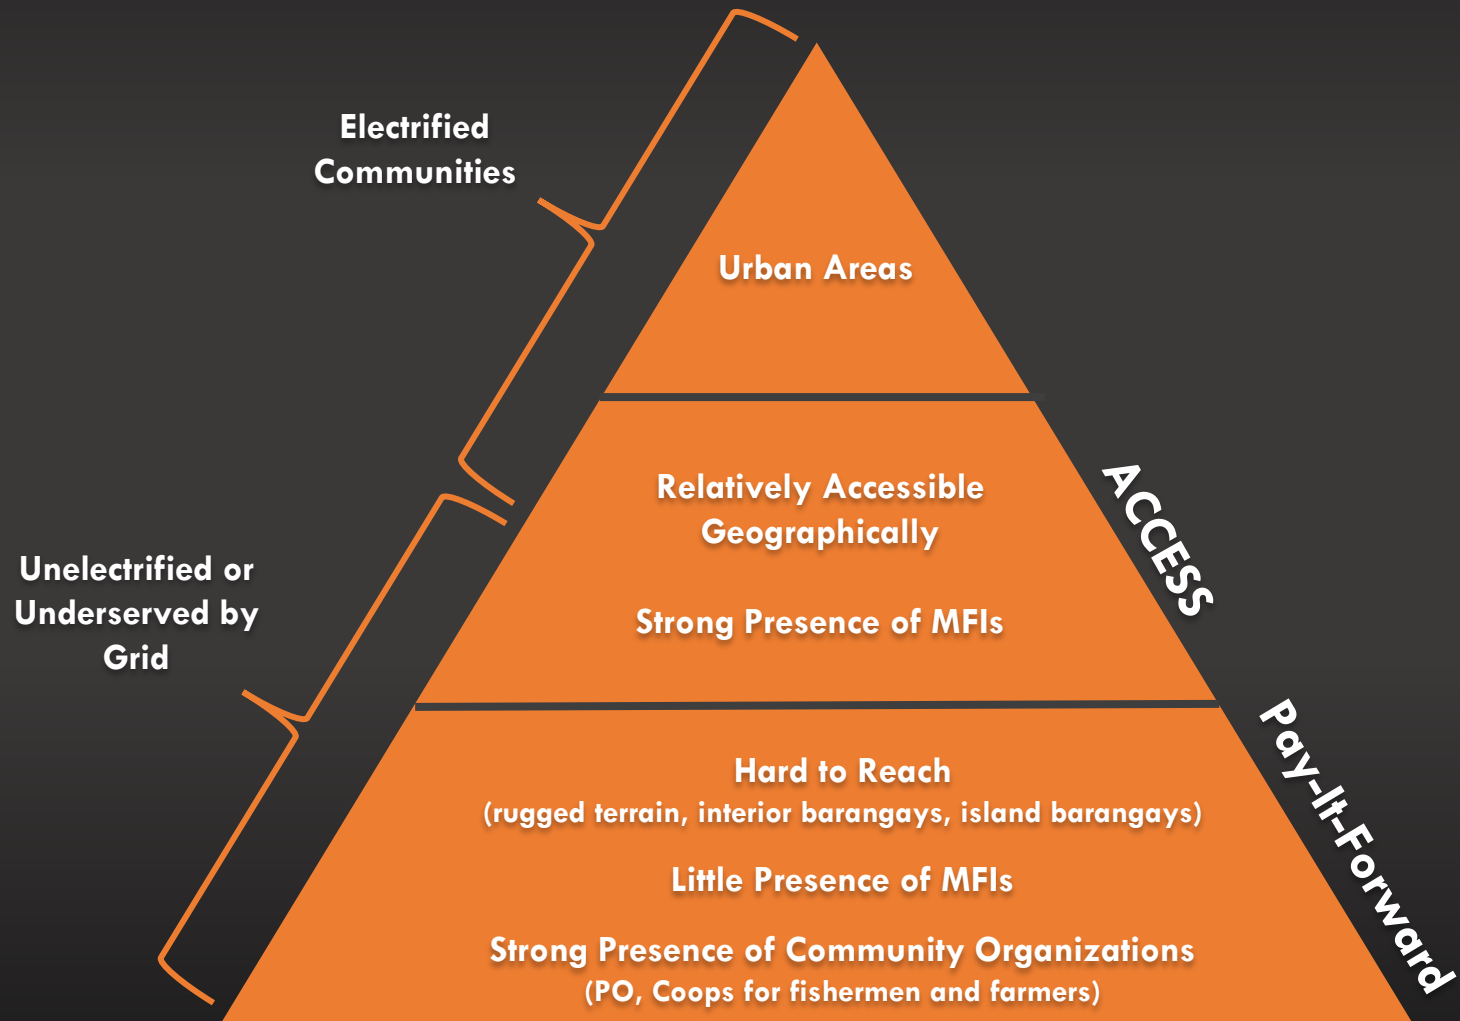 Electrified
Communities
Urban Areas
Relatively Accessible
Geographically
Strong Presence of MFIs
ACCESS
Unelectrified or
Underserved by
Grid
Hard to Reach
(rugged terrain, interior barangays, island barangays)
Little Presence of MFIs
Strong Presence of Community Organizations
(PO, Coops for fishermen and farmers)
Pay-It-Forward